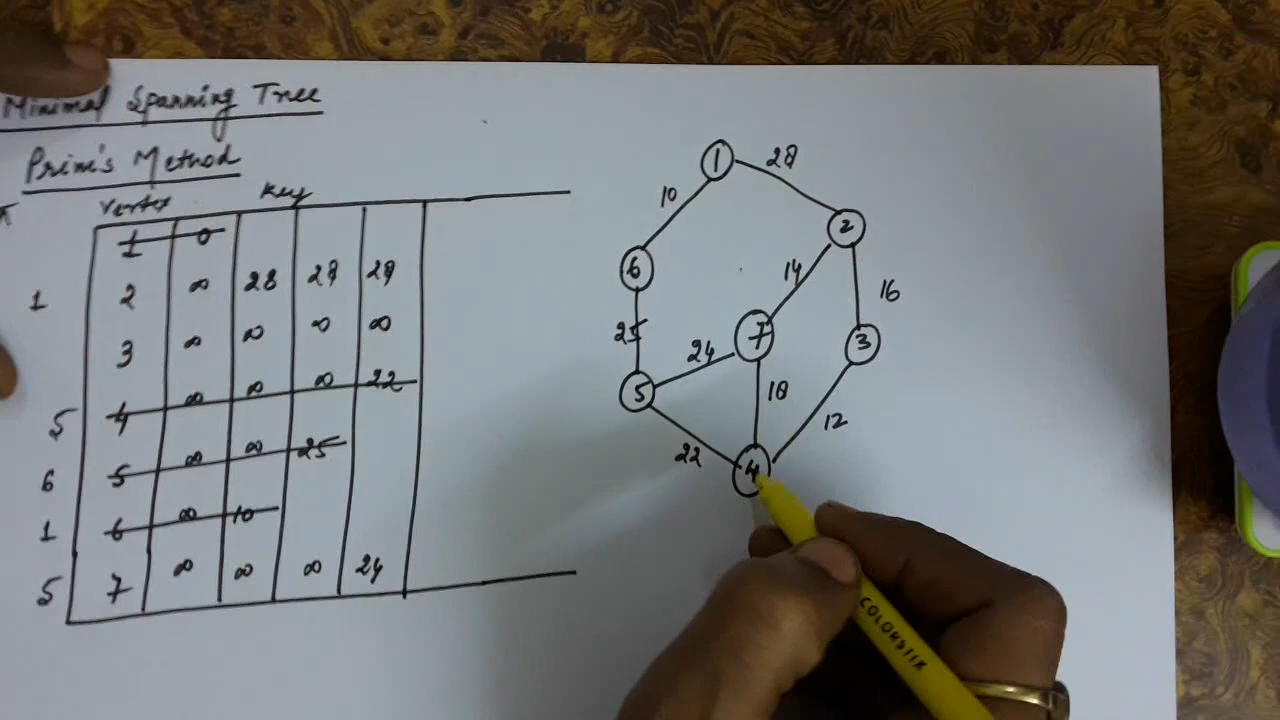 Minimal Spanning Tree
Prim's Method
π Vertex Key
1 0
1 2 ∞ 28 28 28
3 ∞ ∞ ∞ ∞
5 4 ∞ ∞ ∞ 22
6 5 ∞ ∞ 25
1 6 ∞ 10
5 7 ∞ ∞ ∞ 24
1 28
10
2
6
14 16
25 7 3
24
5 18
12
22
4
COLORSTIX